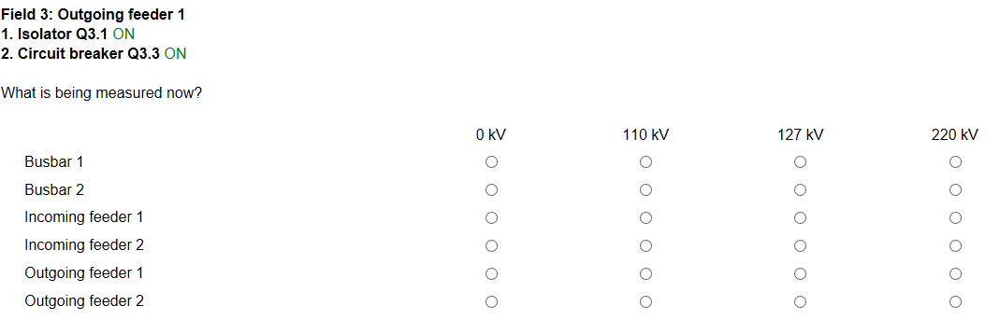 Field 3: Outgoing feeder 1
1. Isolator Q3.1 ON
2. Circuit breaker Q3.3 ON
What is being measured now?
0 kV 110 kV 127 kV 220 kV
Busbar 1
Busbar 2
Incoming feeder 1
Incoming feeder 2
Outgoing feeder 1
Outgoing feeder 2